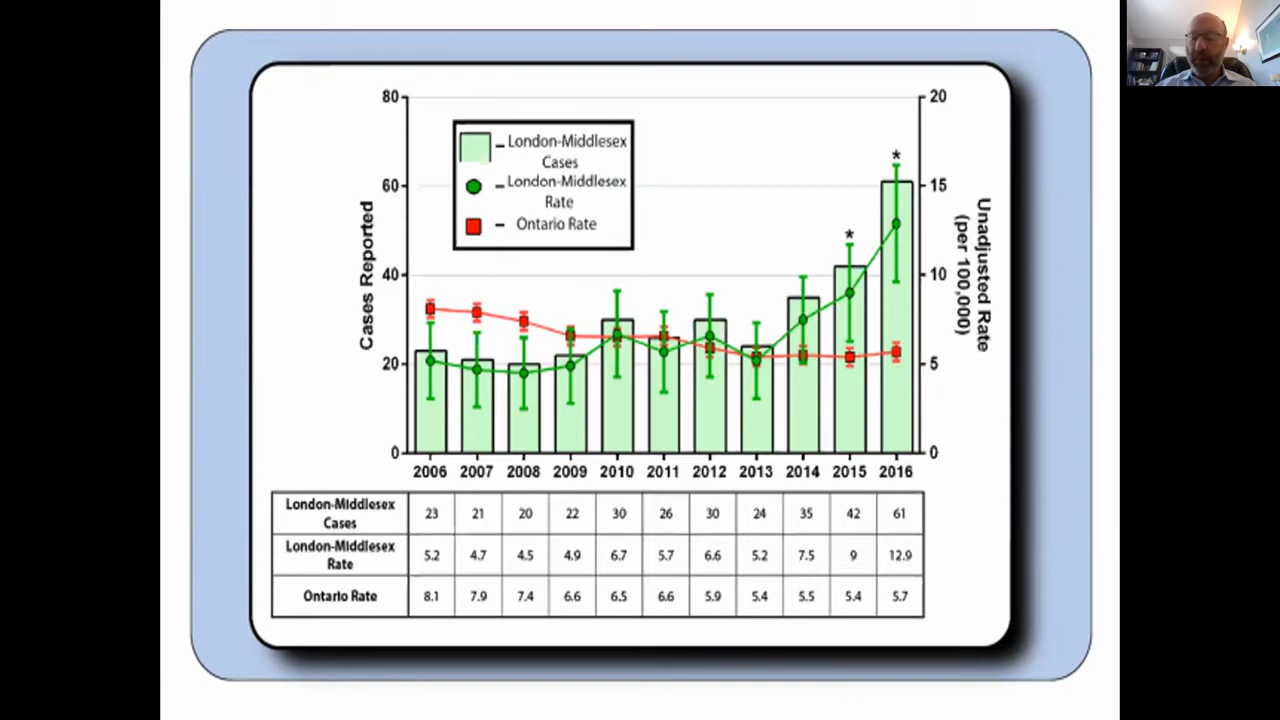 80
60
40
20
0
Cases Reported
– London-Middlesex
Cases
– London-Middlesex
Rate
– Ontario Rate
*
*
20
15
10
5
0
Unadjusted Rate
(per 100,000)
2006 2007 2008 2009 2010 2011 2012 2013 2014 2015 2016
London-Middlesex
Cases
23 21 20 22 30 26 30 24 35 42 61
London-Middlesex
Rate
5.2 4.7 4.5 4.9 6.7 5.7 6.6 5.2 7.5 9 12.9
Ontario Rate 8.1 7.9 7.4 6.6 6.5 6.6 5.9 5.4 5.5 5.4 5.7